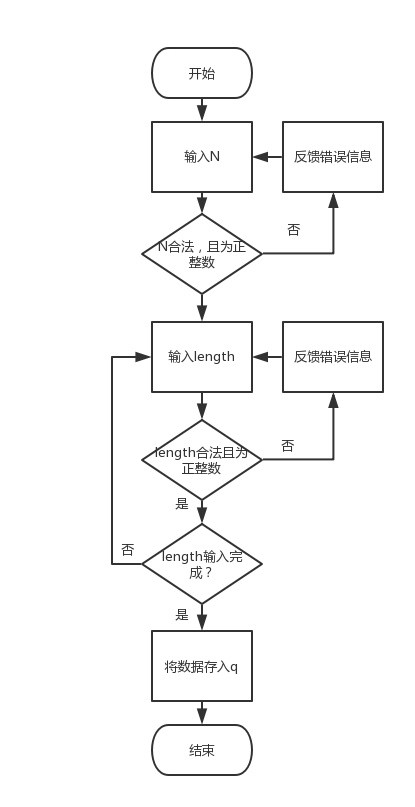 开始
输入N
反馈错误信息
否
N合法，且为正
整数
输入length
反馈错误信息
否
length合法且为
正整数
是
否
length输入完
成？
是
将数据存入q
结束